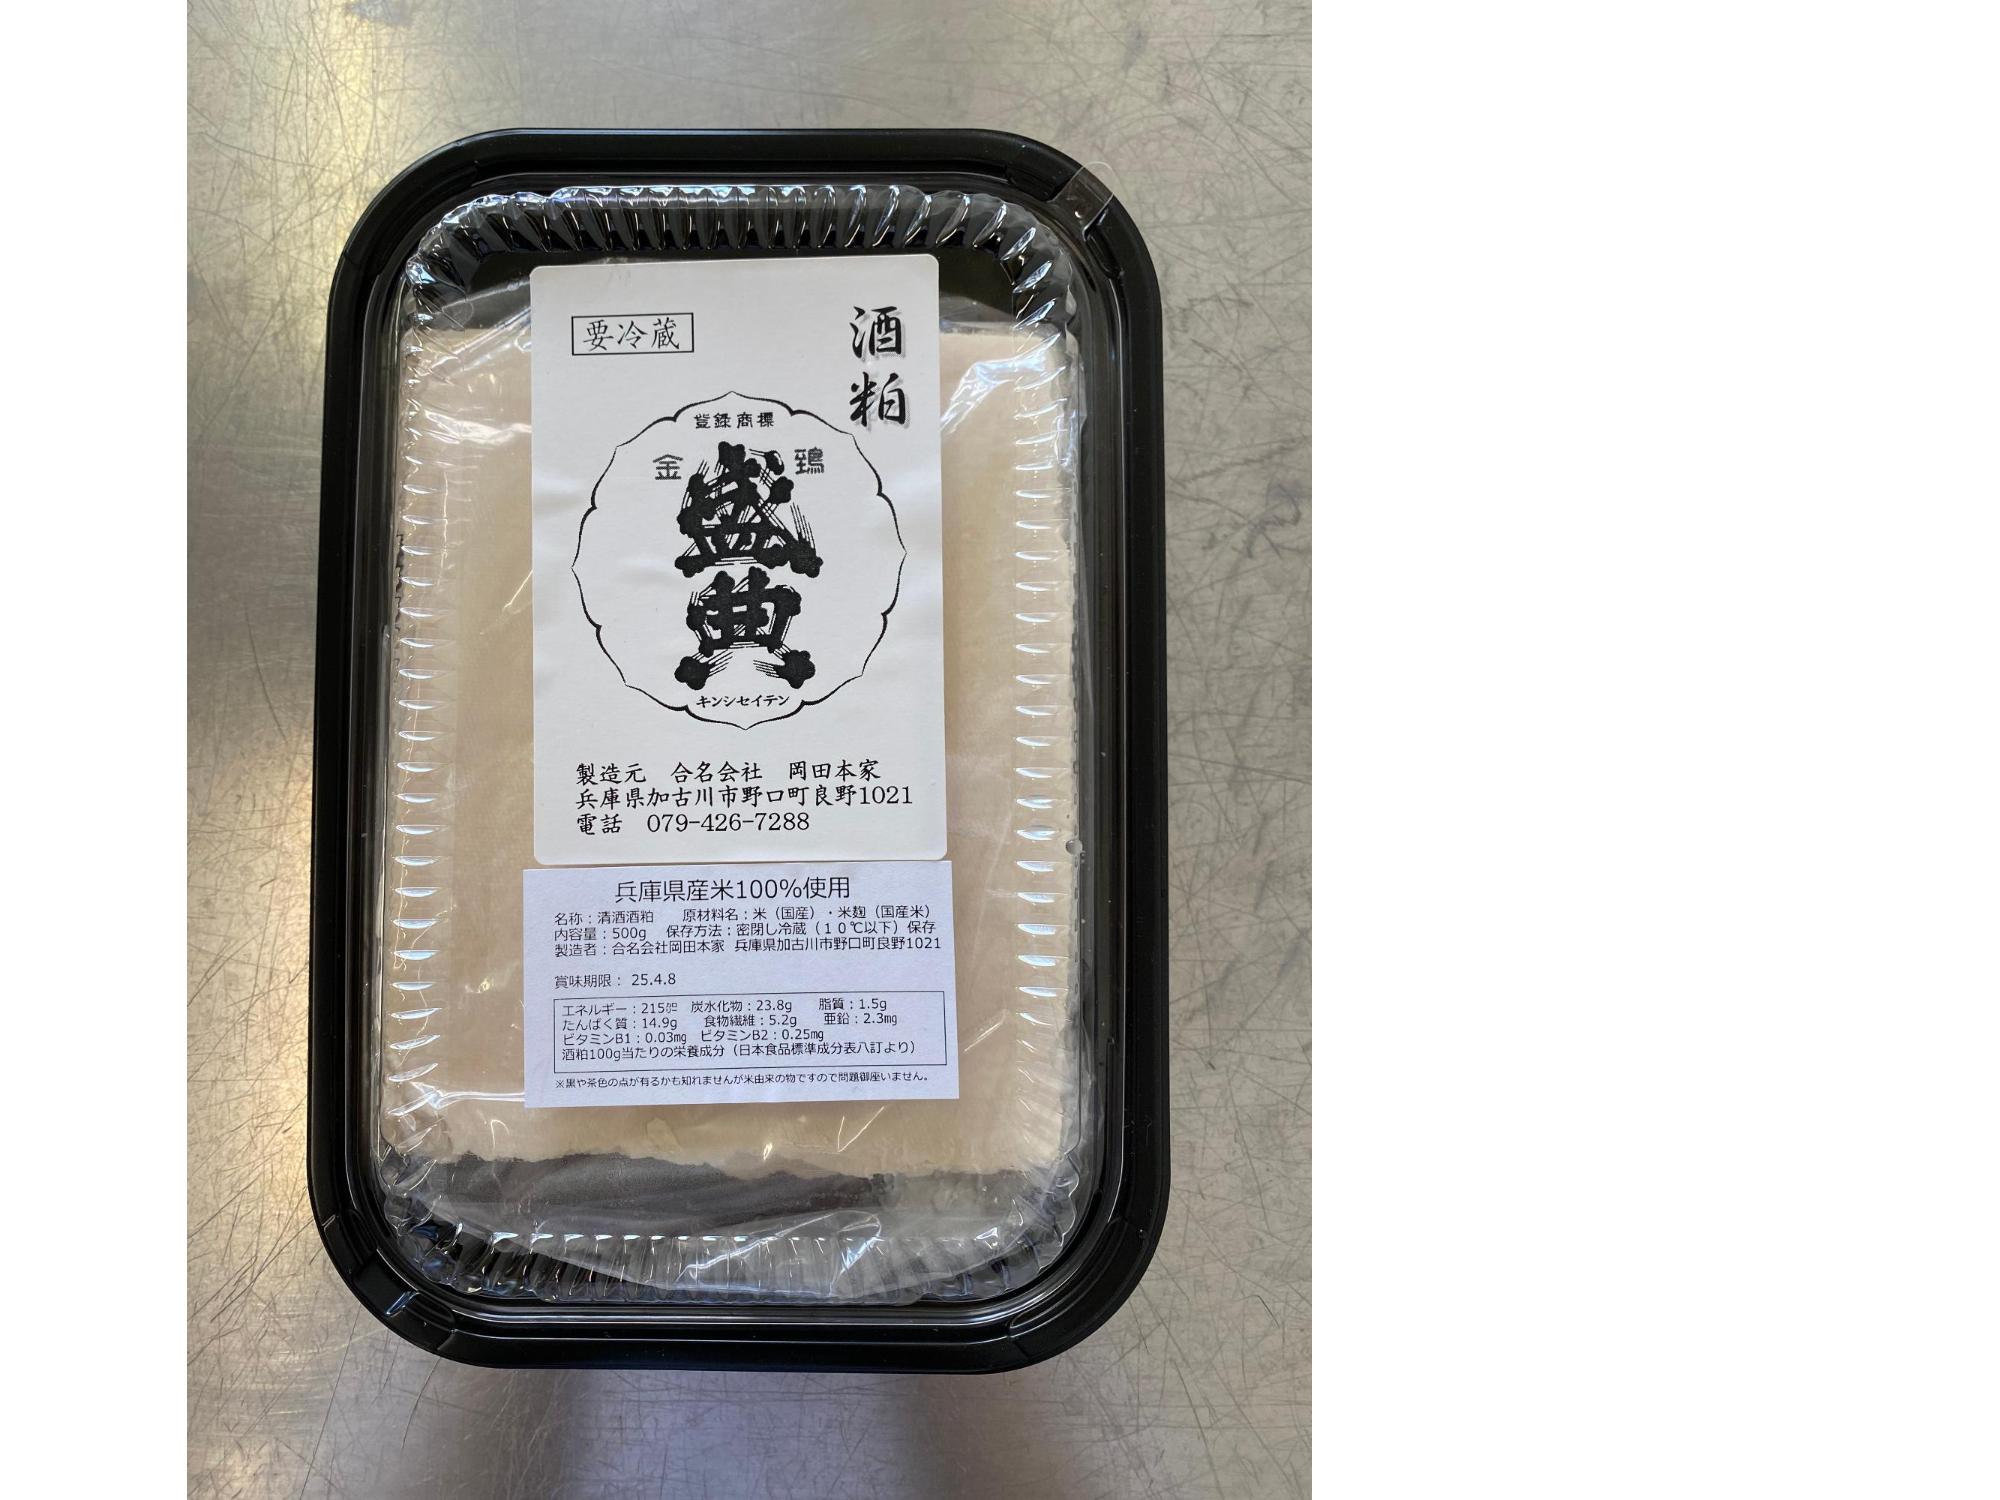 要冷蔵
酒粕
登録商標
金鵄
盛典
キンシセイテン
製造元 合名会社 岡田本家
兵庫県加古川市野口町良野1021
電話 079-426-7288
兵庫県産米100%使用
名称:清酒酒粕 原材料名:米(国産)・米麹(国産米)
内容量:500g 保存方法:密閉し冷蔵(10℃以下)保存
製造者:合名会社岡田本家 兵庫県加古川市野口町良野1021
賞味期限: 25.4.8
エネルギー:215㌍ 炭水化物:23.8g 脂質:1.5g
たんぱく質:14.9g 食物繊維:5.2g 亜鉛:2.3㎎
ビタミンB1:0.03㎎ ビタミンB2:0.25㎎
酒粕100g当たりの栄養成分(日本食品標準成分表八訂より)
※黒や茶色の点が有るかも知れませんが米由来の物ですので問題御座いません。